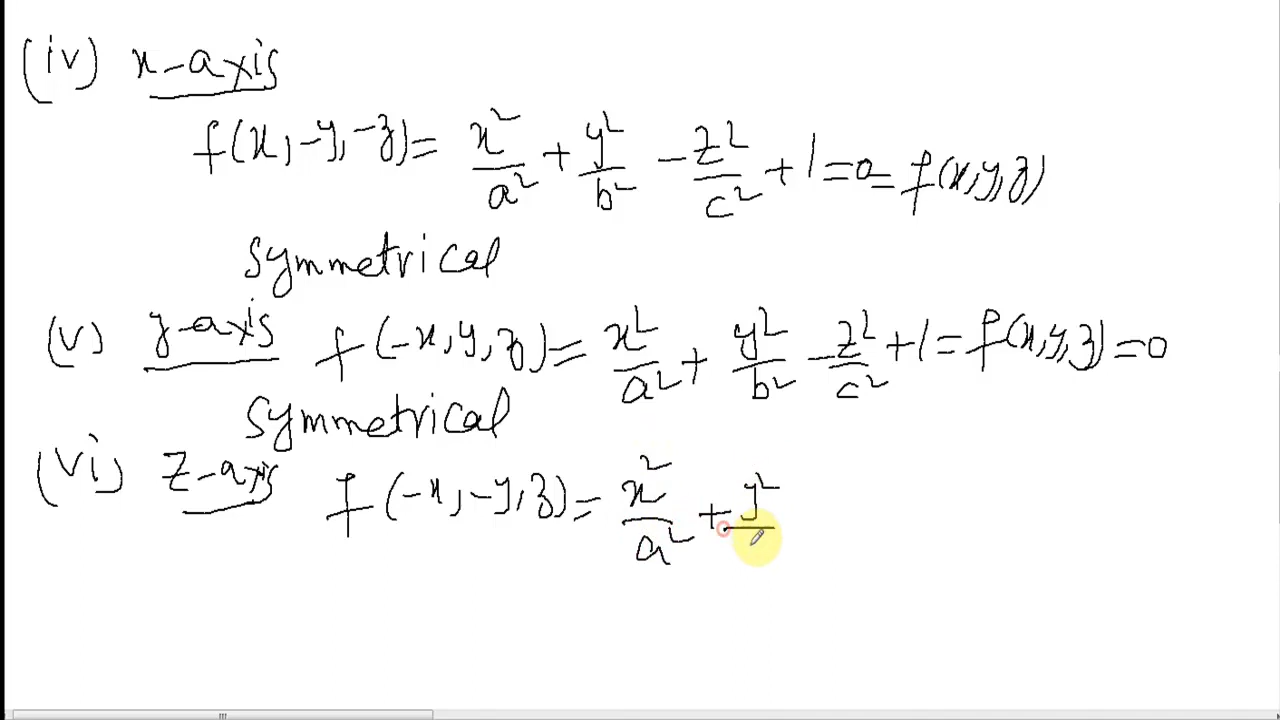 (iv) x-axis
f(x, -y, -z) = x²/a² + y²/b² - z²/c² + 1 = 0 = f(x, y, z)
symmetrical
(v) y-axis f(-x, y, z) = x²/a² + y²/b² - z²/c² + 1 = f(x, y, z) = 0
symmetrical
(vi) z-axis f(-x, -y, z) = x²/a² + y²/